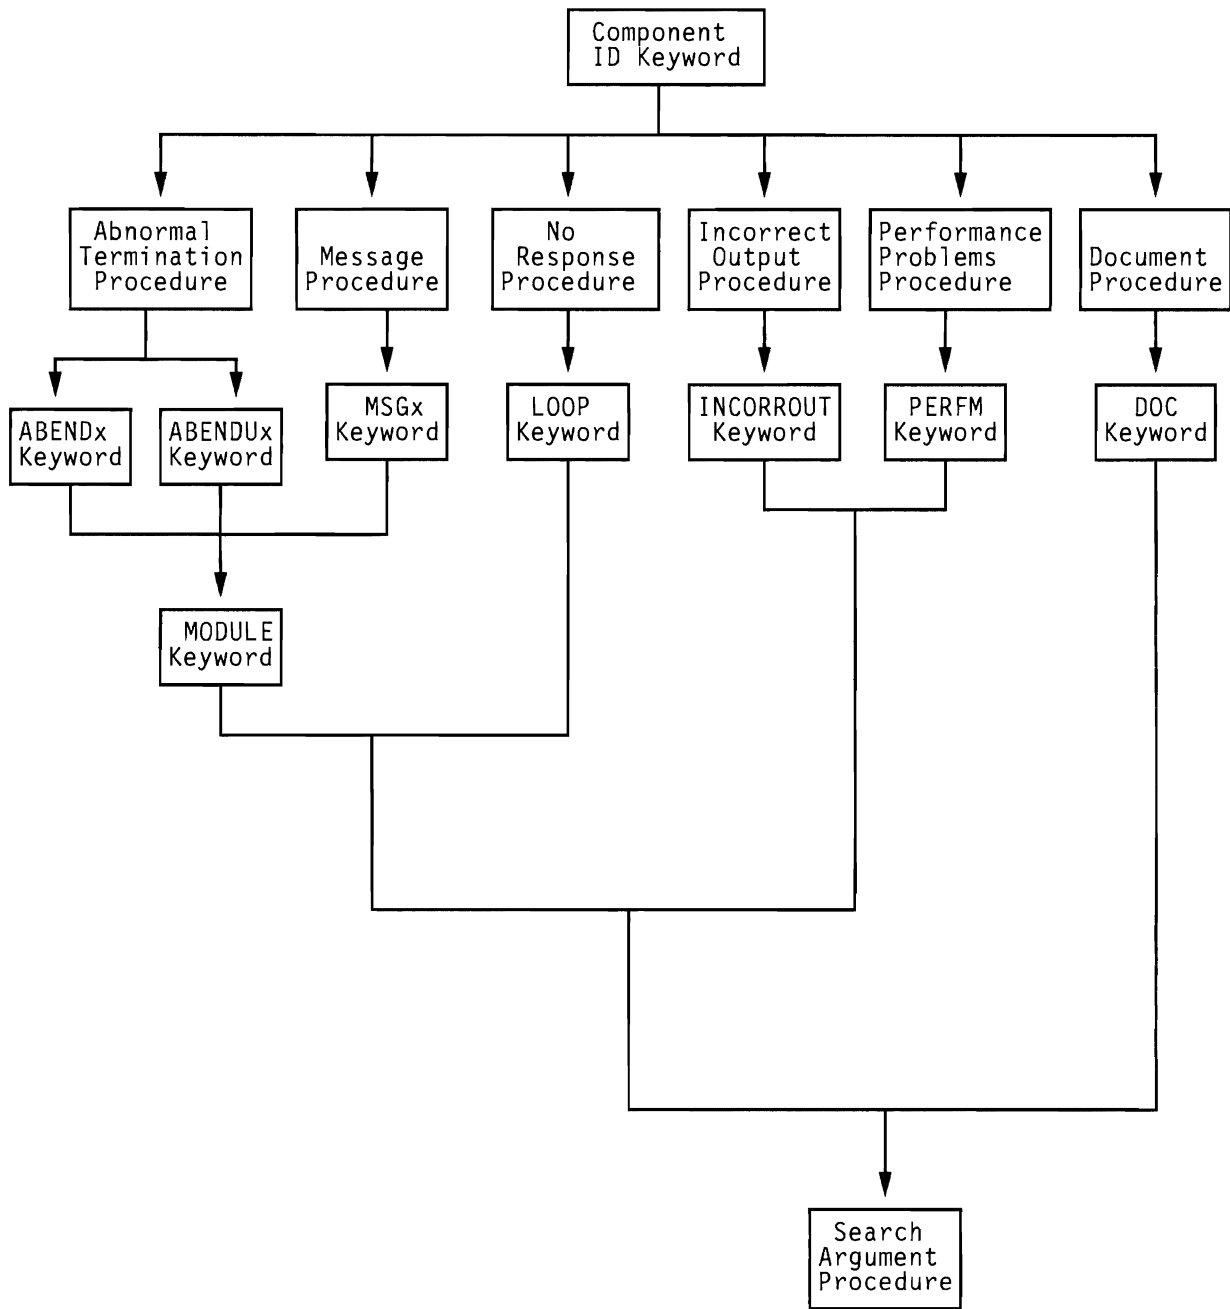 Component
ID Keyword
Abnormal
Termination
Procedure
Message
Procedure
No
Response
Procedure
Incorrect
Output
Procedure
Performance
Problems
Procedure
Document
Procedure
ABENDx
Keyword
ABENDUx
Keyword
MSGx
Keyword
LOOP
Keyword
INCORROUT
Keyword
PERFM
Keyword
DOC
Keyword
MODULE
Keyword
Search
Argument
Procedure